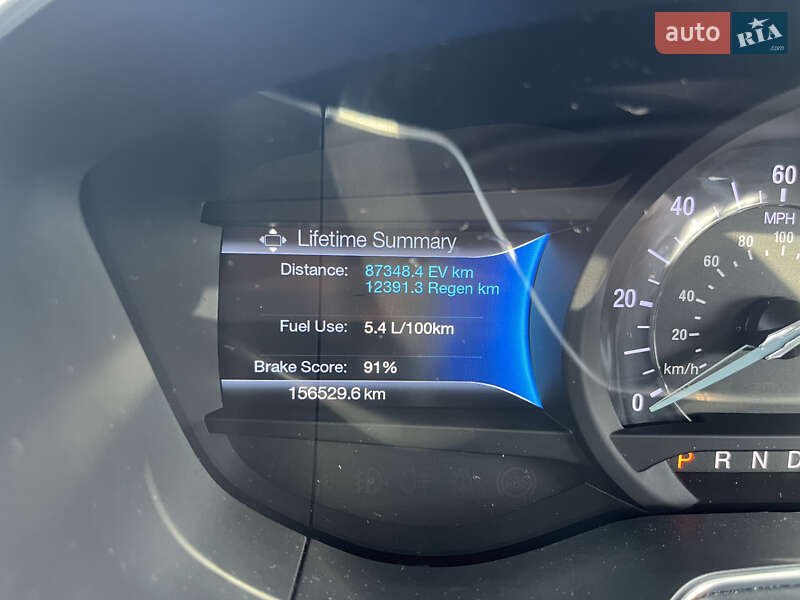 auto RIA .com
Lifetime Summary
Distance: 87348.4 EV km
12391.3 Regen km
Fuel Use: 5.4 L/100km
Brake Score: 91%
156529.6 km
0 20 40 60
MPH
20 40 60 80 100
km/h
P R N D